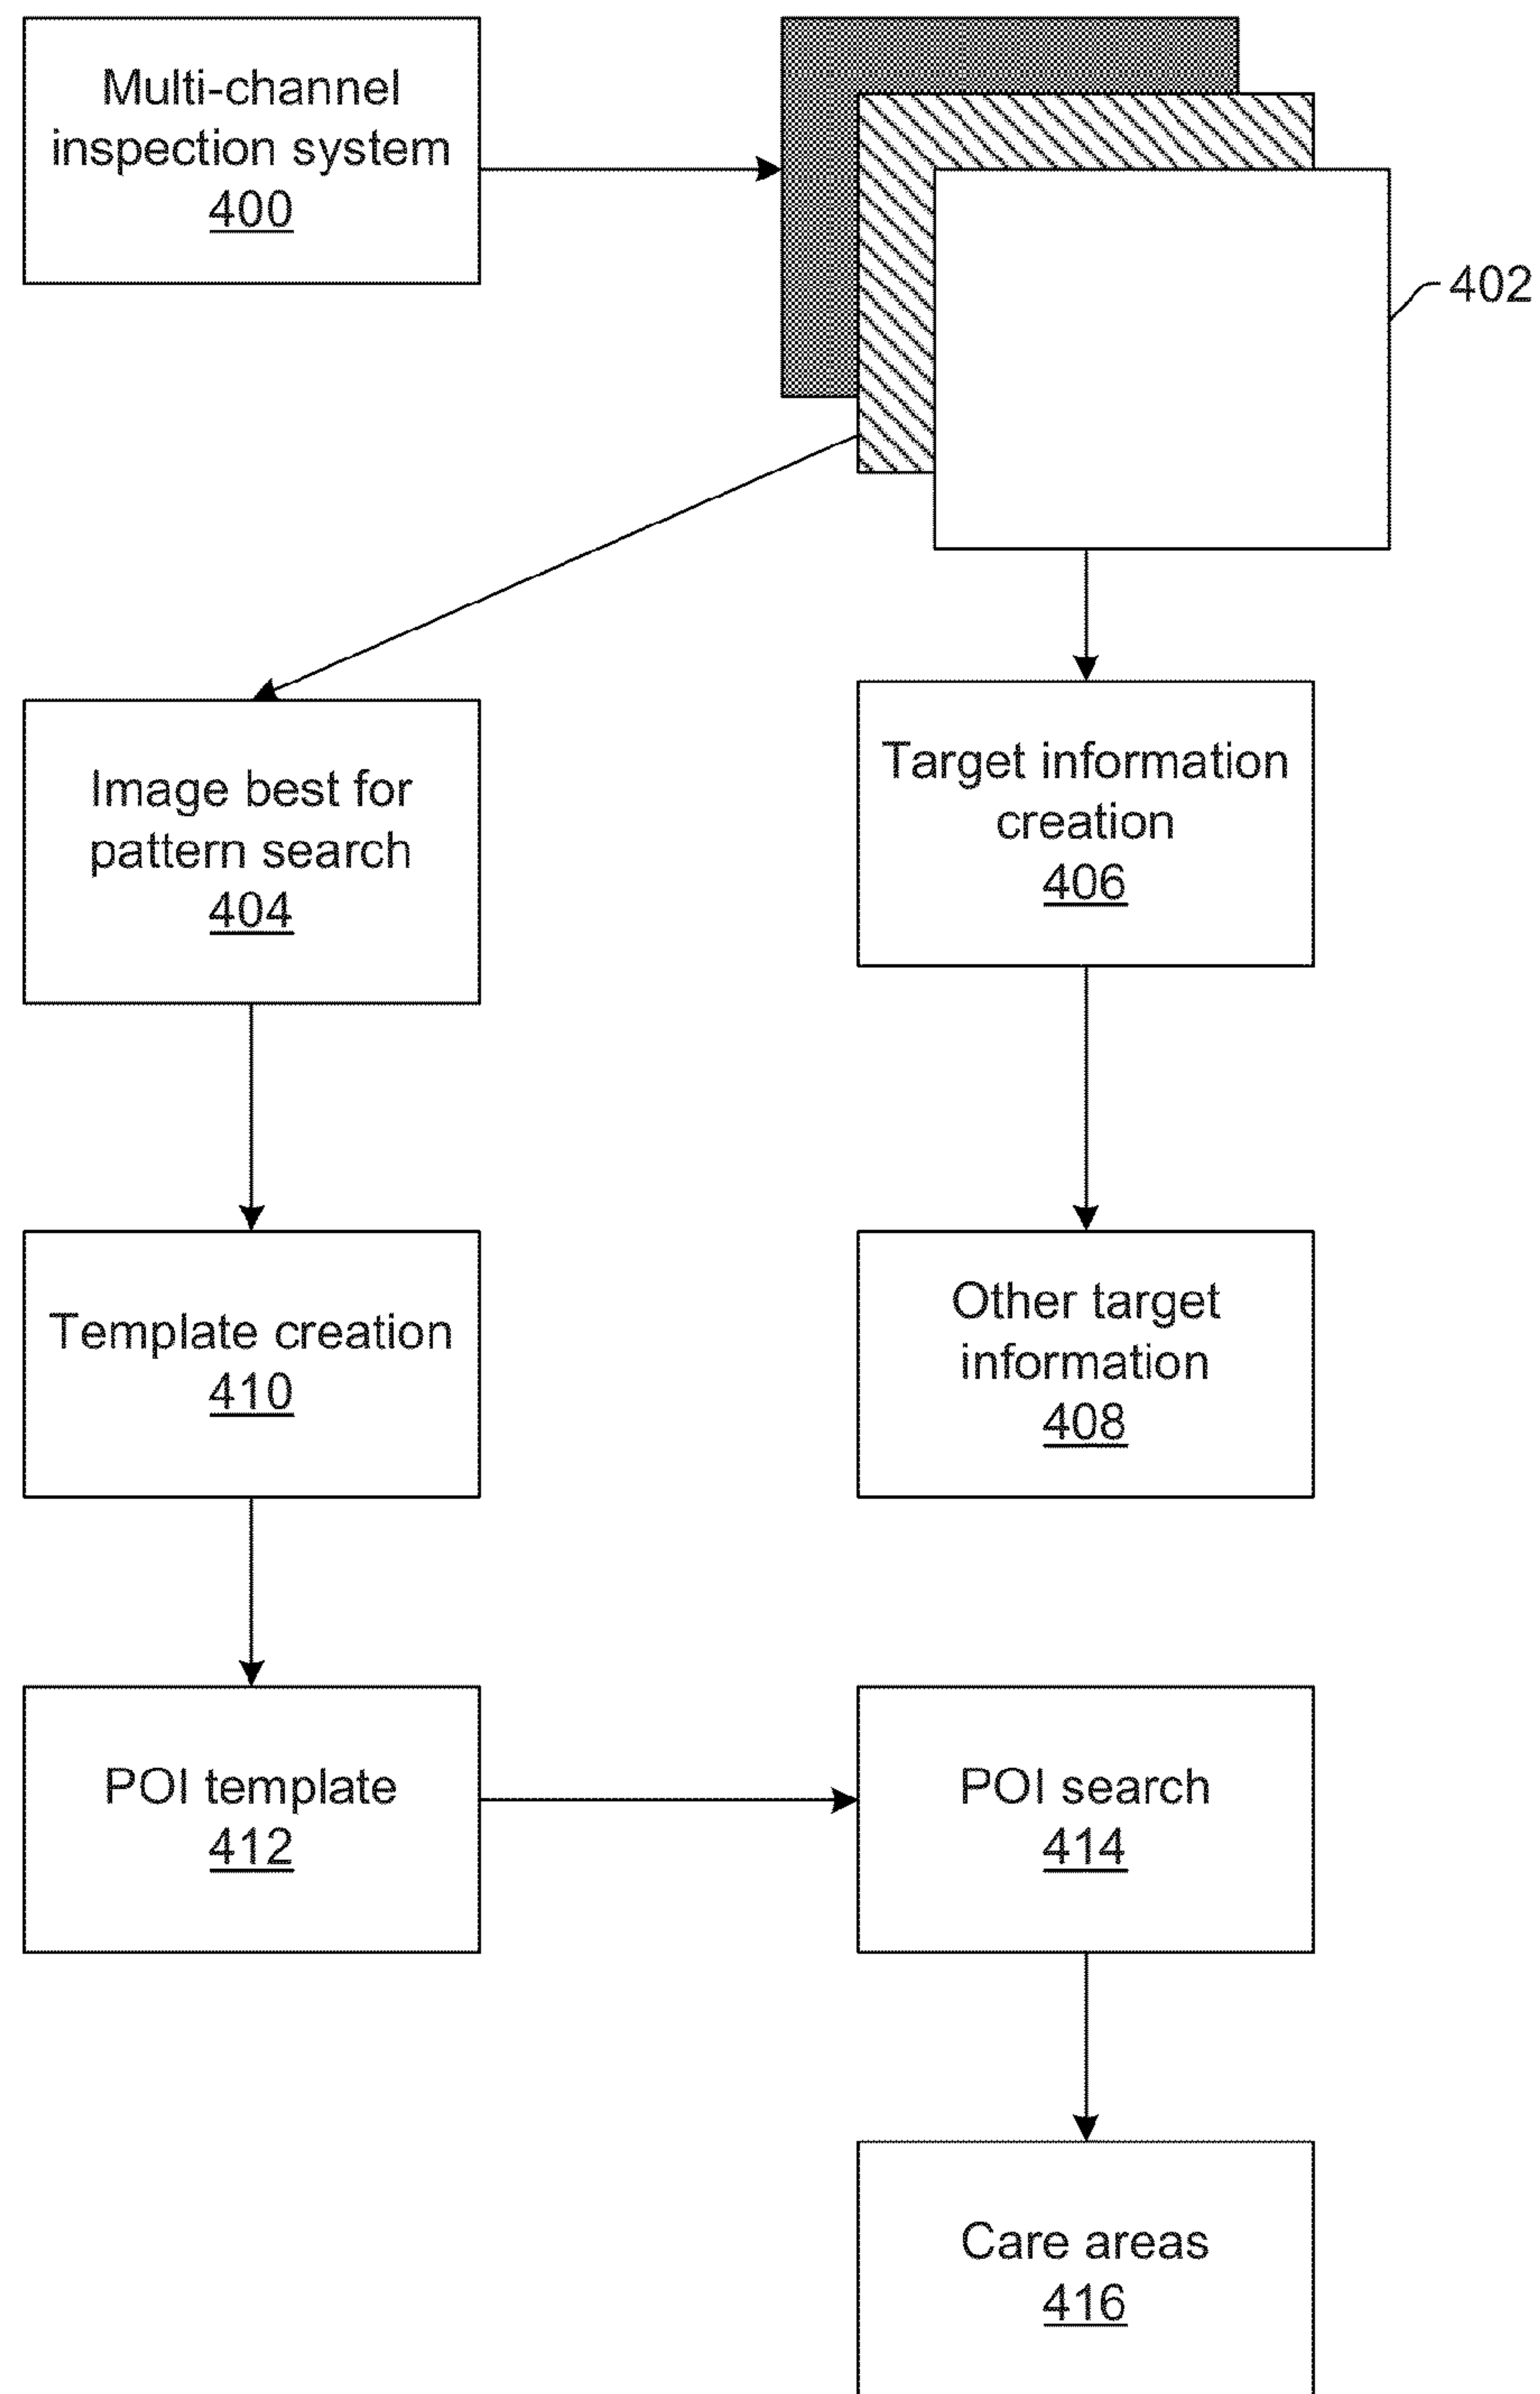 Multi-channel
inspection system
400
402
Image best for
pattern search
404
Target information
creation
406
Template creation
410
Other target
information
408
POI template
412
POI search
414
Care areas
416